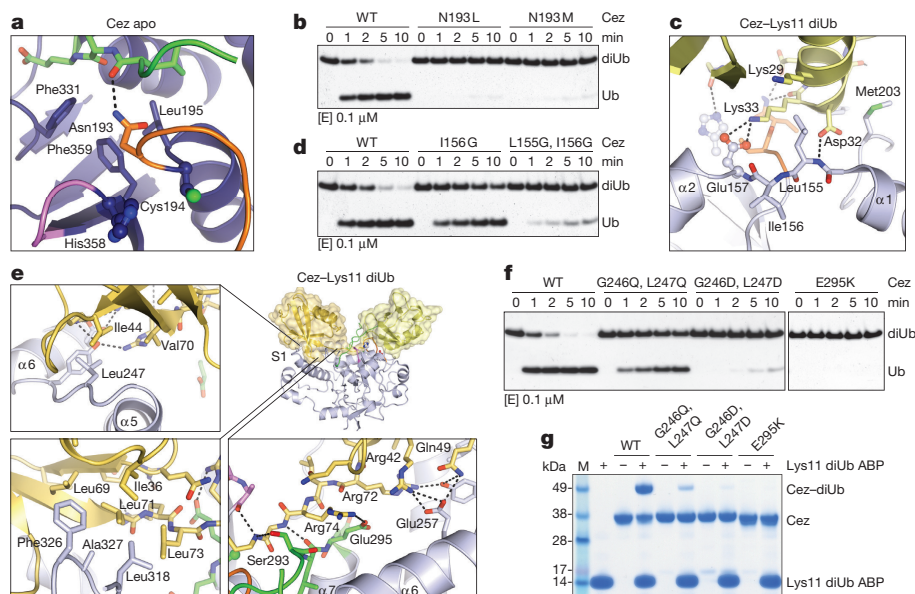 a
Cez apo
Phe331
Leu195
Asn193
Phe359
Cys194
His358
b
WT N193L N193M Cez
0 1 2 5 10 0 1 2 5 10 0 1 2 5 10 min
diUb
Ub
[E] 0.1 μM
c
Cez–Lys11 diUb
Lys29
Met203
Lys33
Asp32
α2
Glu157
Leu155
α1
Ile156
d
WT I156G L155G, I156G Cez
0 1 2 5 10 0 1 2 5 10 0 1 2 5 10 min
diUb
Ub
[E] 0.1 μM
e
Cez–Lys11 diUb
Ile44
Val70
α6
Leu247
α5
S1
Leu69
Ile36
Leu71
Phe326
Leu73
Ala327
Leu318
Gln49
Arg42
Arg72
Glu257
Arg74
Glu295
Ser293
α7
α6
f
WT G246Q, L247Q G246D, L247D E295K Cez
0 1 2 5 10 0 1 2 5 10 0 1 2 5 10 0 1 2 5 10 min
diUb
Ub
[E] 0.1 μM
g
WT
G246Q,
L247Q
G246D,
L247D
E295K
kDa M − + − + − + − + Lys11 diUb ABP
+
49
Cez–diUb
38
Cez
28
17
14
Lys11 diUb ABP